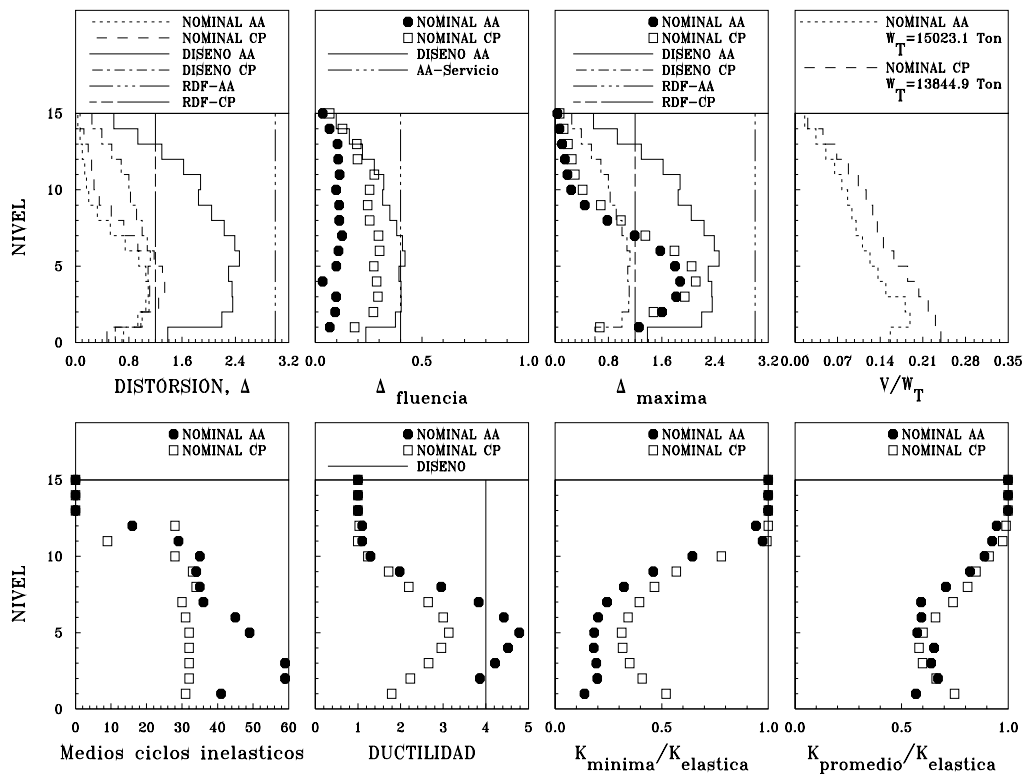 NOMINAL AA
NOMINAL CP
DISENO AA
DISENO CP
RDF-AA
RDF-CP
NIVEL
15
10
5
0
0.0 0.8 1.6 2.4 3.2
DISTORSION, Δ
NOMINAL AA
NOMINAL CP
DISENO AA
AA-Servicio
0.0 0.5 1.0
Δ fluencia
NOMINAL AA
NOMINAL CP
DISENO AA
DISENO CP
RDF-AA
RDF-CP
0.0 0.8 1.6 2.4 3.2
Δ maxima
NOMINAL AA
W_T=15023.1 Ton
NOMINAL CP
W_T=13844.9 Ton
0.00 0.07 0.14 0.21 0.28 0.35
V/W_T
NOMINAL AA
NOMINAL CP
NIVEL
15
10
5
0
0 10 20 30 40 50 60
Medios ciclos inelasticos
NOMINAL AA
NOMINAL CP
DISENO
0 1 2 3 4 5
DUCTILIDAD
NOMINAL AA
NOMINAL CP
0.0 0.5 1.0
K minima/K elastica
NOMINAL AA
NOMINAL CP
0.0 0.5 1.0
K promedio/K elastica